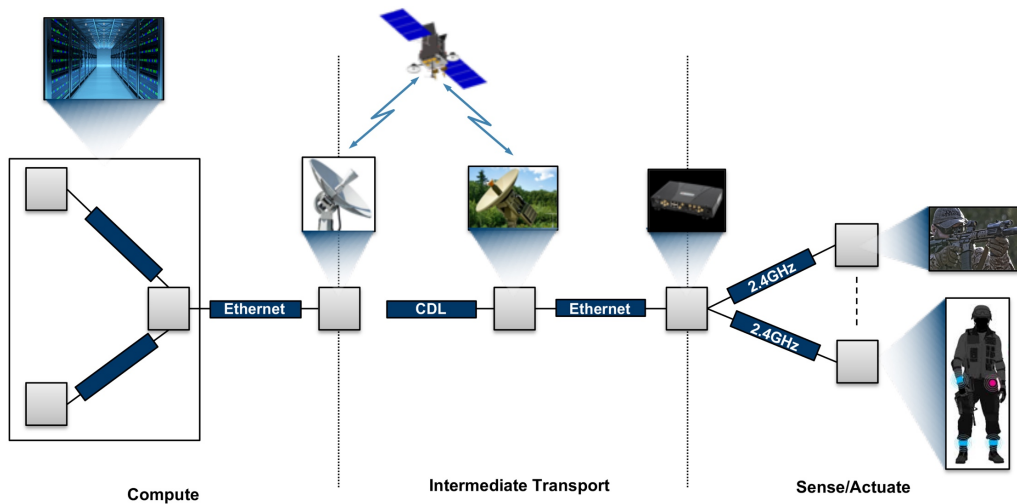 2.4GHz
Ethernet
CDL
Ethernet
2.4GHz
Compute
Intermediate Transport
Sense/Actuate